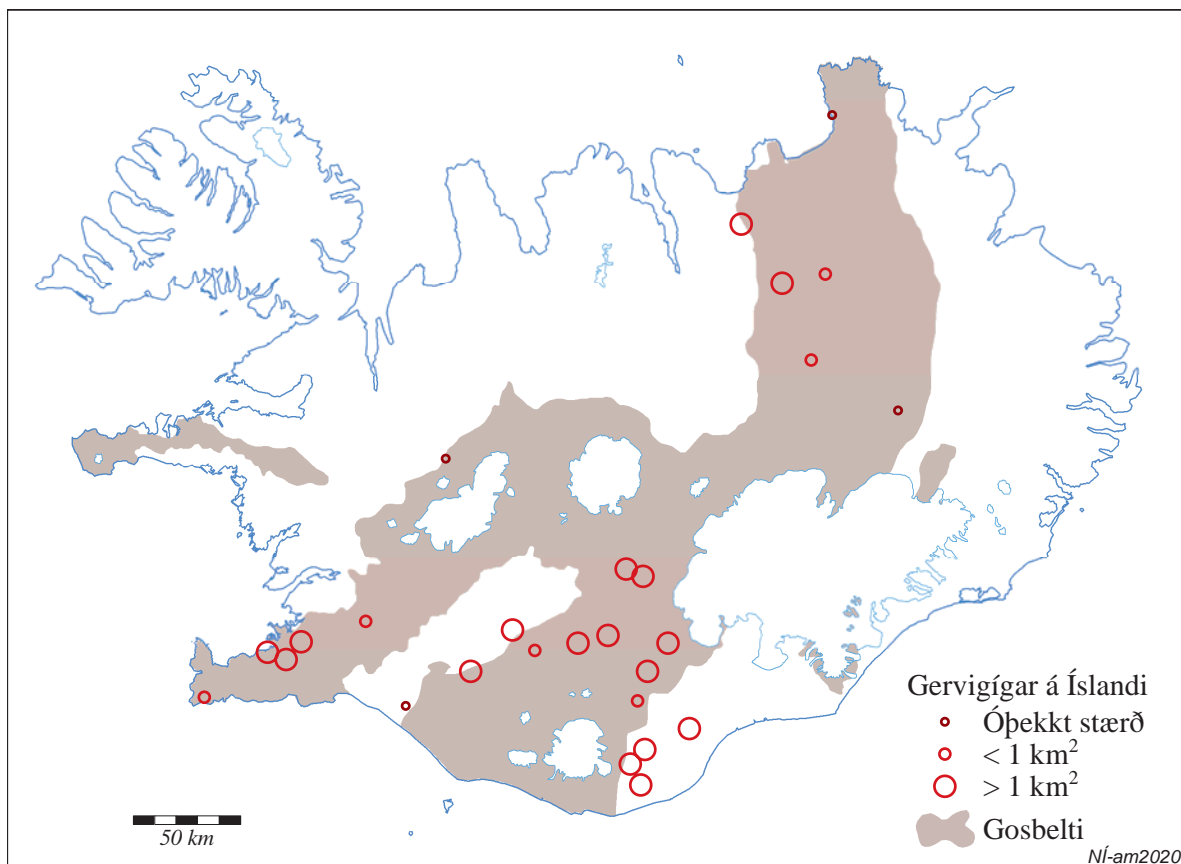 Gervigígar á Íslandi
Óþekkt stærð
< 1 km²
> 1 km²
Gosbelti
50 km
NÍ-am2020